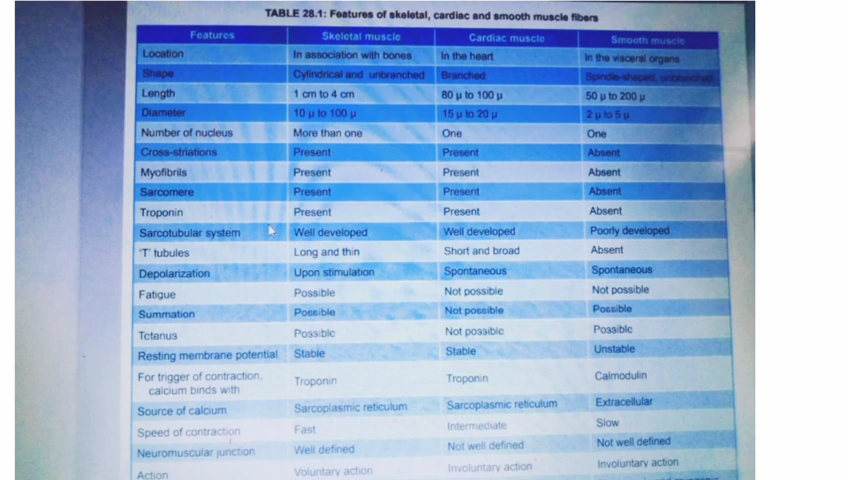 TABLE 28.1: Features of skeletal, cardiac and smooth muscle fibers
Features Skeletal muscle Cardiac muscle Smooth muscle
Location In association with bones In the heart In the visceral organs
Shape Cylindrical and unbranched Branched Spindle-shaped, unbranched
Length 1 cm to 4 cm 80 µ to 100 µ 50 µ to 200 µ
Diameter 10 µ to 100 µ 15 µ to 20 µ 2 µ to 5 µ
Number of nucleus More than one One One
Cross-striations Present Present Absent
Myofibrils Present Present Absent
Sarcomere Present Present Absent
Troponin Present Present Absent
Sarcotubular system Well developed Well developed Poorly developed
'T' tubules Long and thin Short and broad Absent
Depolarization Upon stimulation Spontaneous Spontaneous
Fatigue Possible Not possible Not possible
Summation Possible Not possible Possible
Tetanus Possible Not possible Possible
Resting membrane potential Stable Stable Unstable
For trigger of contraction,
calcium binds with Troponin Troponin Calmodulin
Source of calcium Sarcoplasmic reticulum Sarcoplasmic reticulum Extracellular
Speed of contraction Fast Intermediate Slow
Neuromuscular junction Well defined Not well defined Not well defined
Action Voluntary action Involuntary action Involuntary action